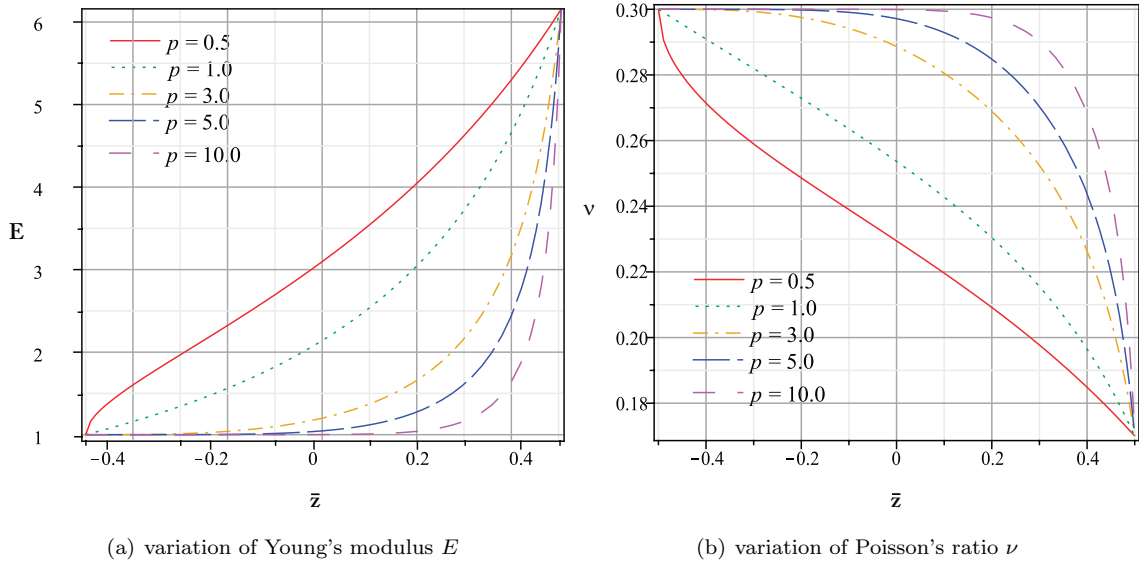 6
5
4
3
2
1
E
p = 0.5
p = 1.0
p = 3.0
p = 5.0
p = 10.0
−0.4 −0.2 0 0.2 0.4
z̄
(a) variation of Young's modulus E
0.30
0.28
0.26
0.24
0.22
0.20
0.18
ν
p = 0.5
p = 1.0
p = 3.0
p = 5.0
p = 10.0
−0.4 −0.2 0 0.2 0.4
z̄
(b) variation of Poisson's ratio ν